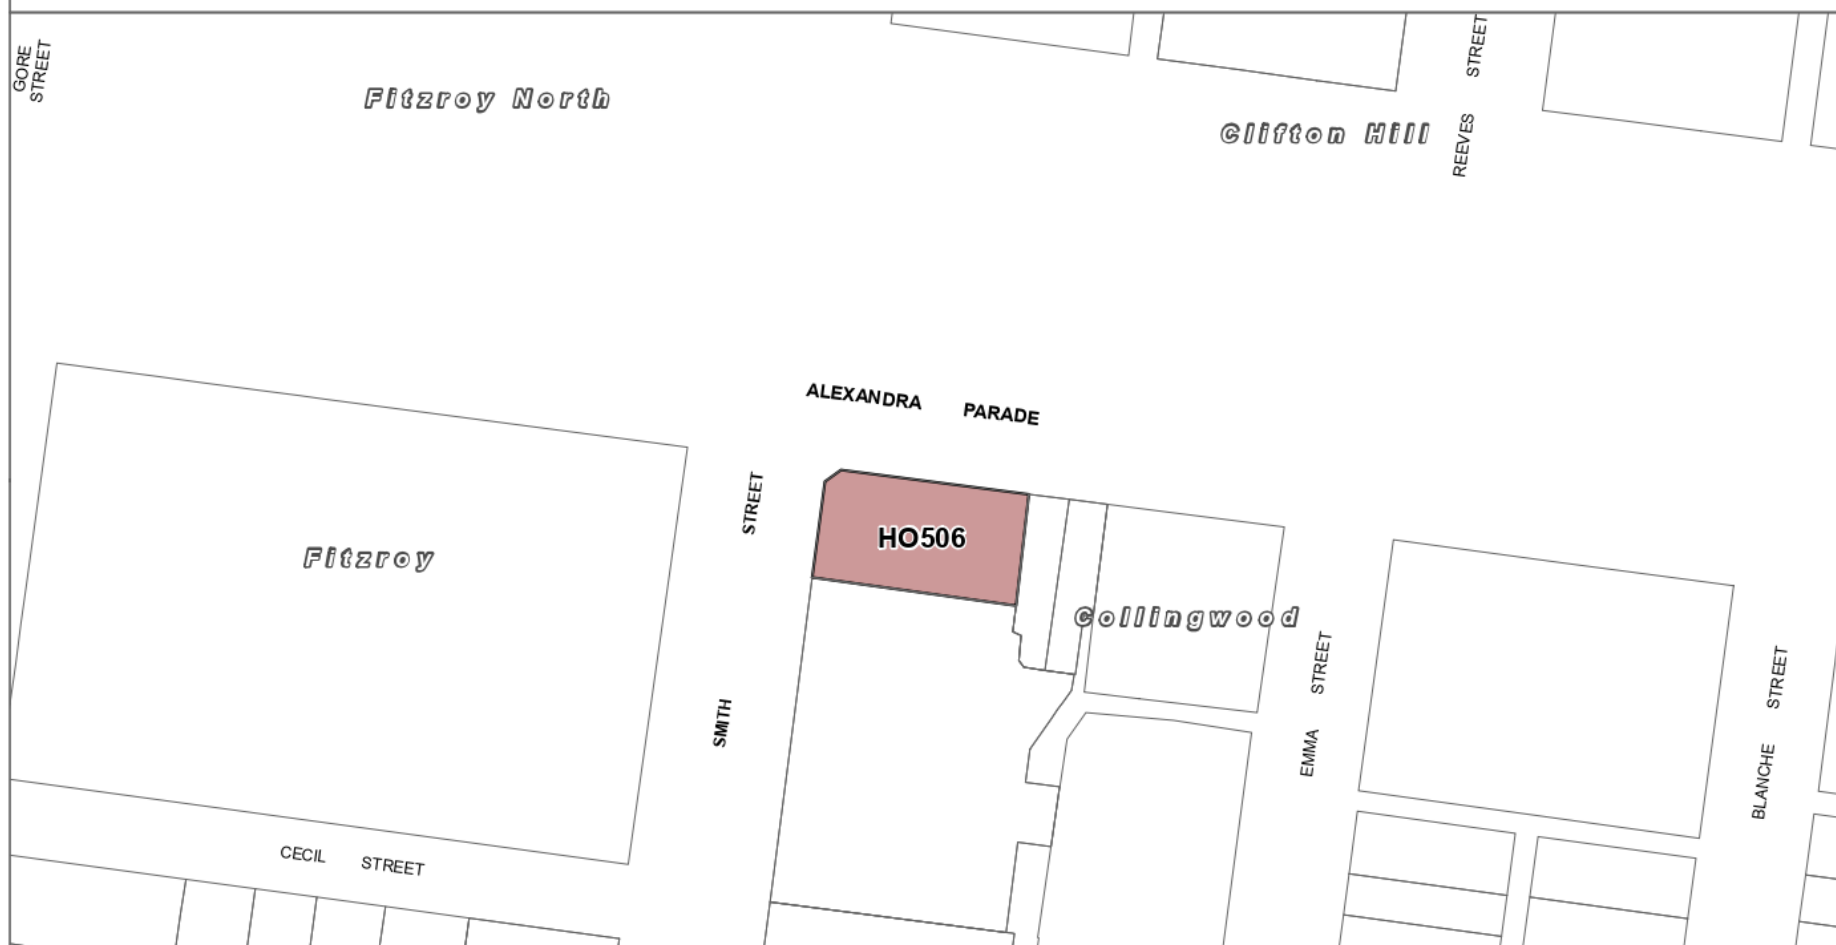 GORE
STREET
Fitzroy North
Clifton Hill
REEVES STREET
ALEXANDRA PARADE
HO506
Fitzroy
Collingwood
SMITH STREET
EMMA STREET
BLANCHE STREET
CECIL STREET